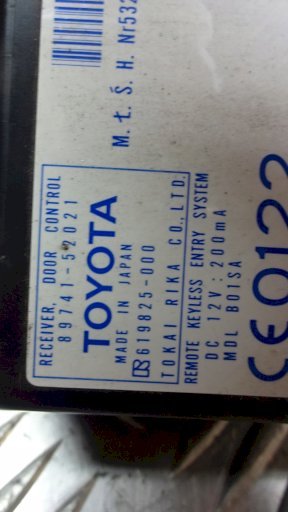 M. Ł. Ś. H. Nr532
RECEIVER, DOOR CONTROL
89741-52021
TOYOTA
MADE IN JAPAN
619825-000
TOKAI RIKA CO., LTD.
REMOTE KEYLESS ENTRY SYSTEM
DC 12V: 200mA
MDL B01SA
CE0122